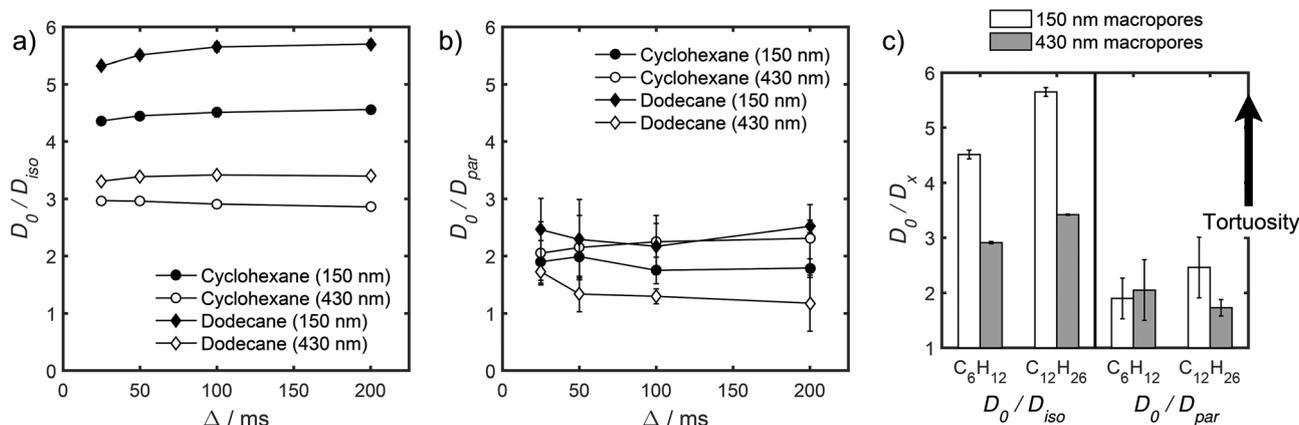 a)
6
5
4
3
2
1
0
D0 / Diso
Cyclohexane (150 nm)
Cyclohexane (430 nm)
Dodecane (150 nm)
Dodecane (430 nm)
0 50 100 150 200
Δ / ms
b)
6
5
4
3
2
1
0
D0 / Dpar
Cyclohexane (150 nm)
Cyclohexane (430 nm)
Dodecane (150 nm)
Dodecane (430 nm)
0 50 100 150 200
Δ / ms
c)
150 nm macropores
430 nm macropores
6
5
4
3
2
1
D0 / Dx
Tortuosity
C6H12 C12H26 C6H12 C12H26
D0 / Diso D0 / Dpar